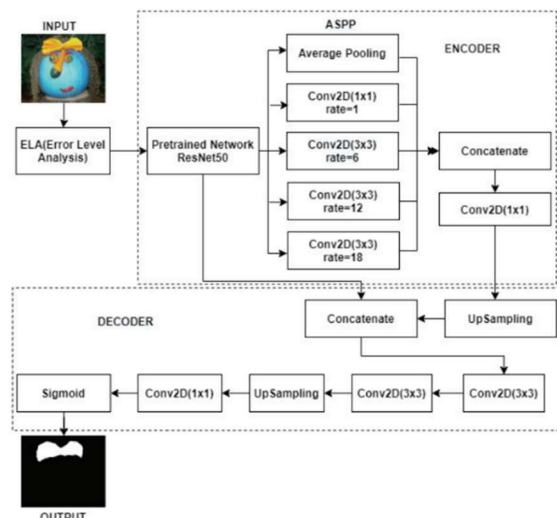 INPUT
ASPP
ENCODER
Average Pooling
ELA(Error Level
Analysis)
Pretrained Network
ResNet50
Conv2D(1x1)
rate=1
Conv2D(3x3)
rate=6
Conv2D(3x3)
rate=12
Conv2D(3x3)
rate=18
Concatenate
Conv2D(1x1)
DECODER
Concatenate
UpSampling
Sigmoid
Conv2D(1x1)
UpSampling
Conv2D(3x3)
Conv2D(3x3)
OUTPUT